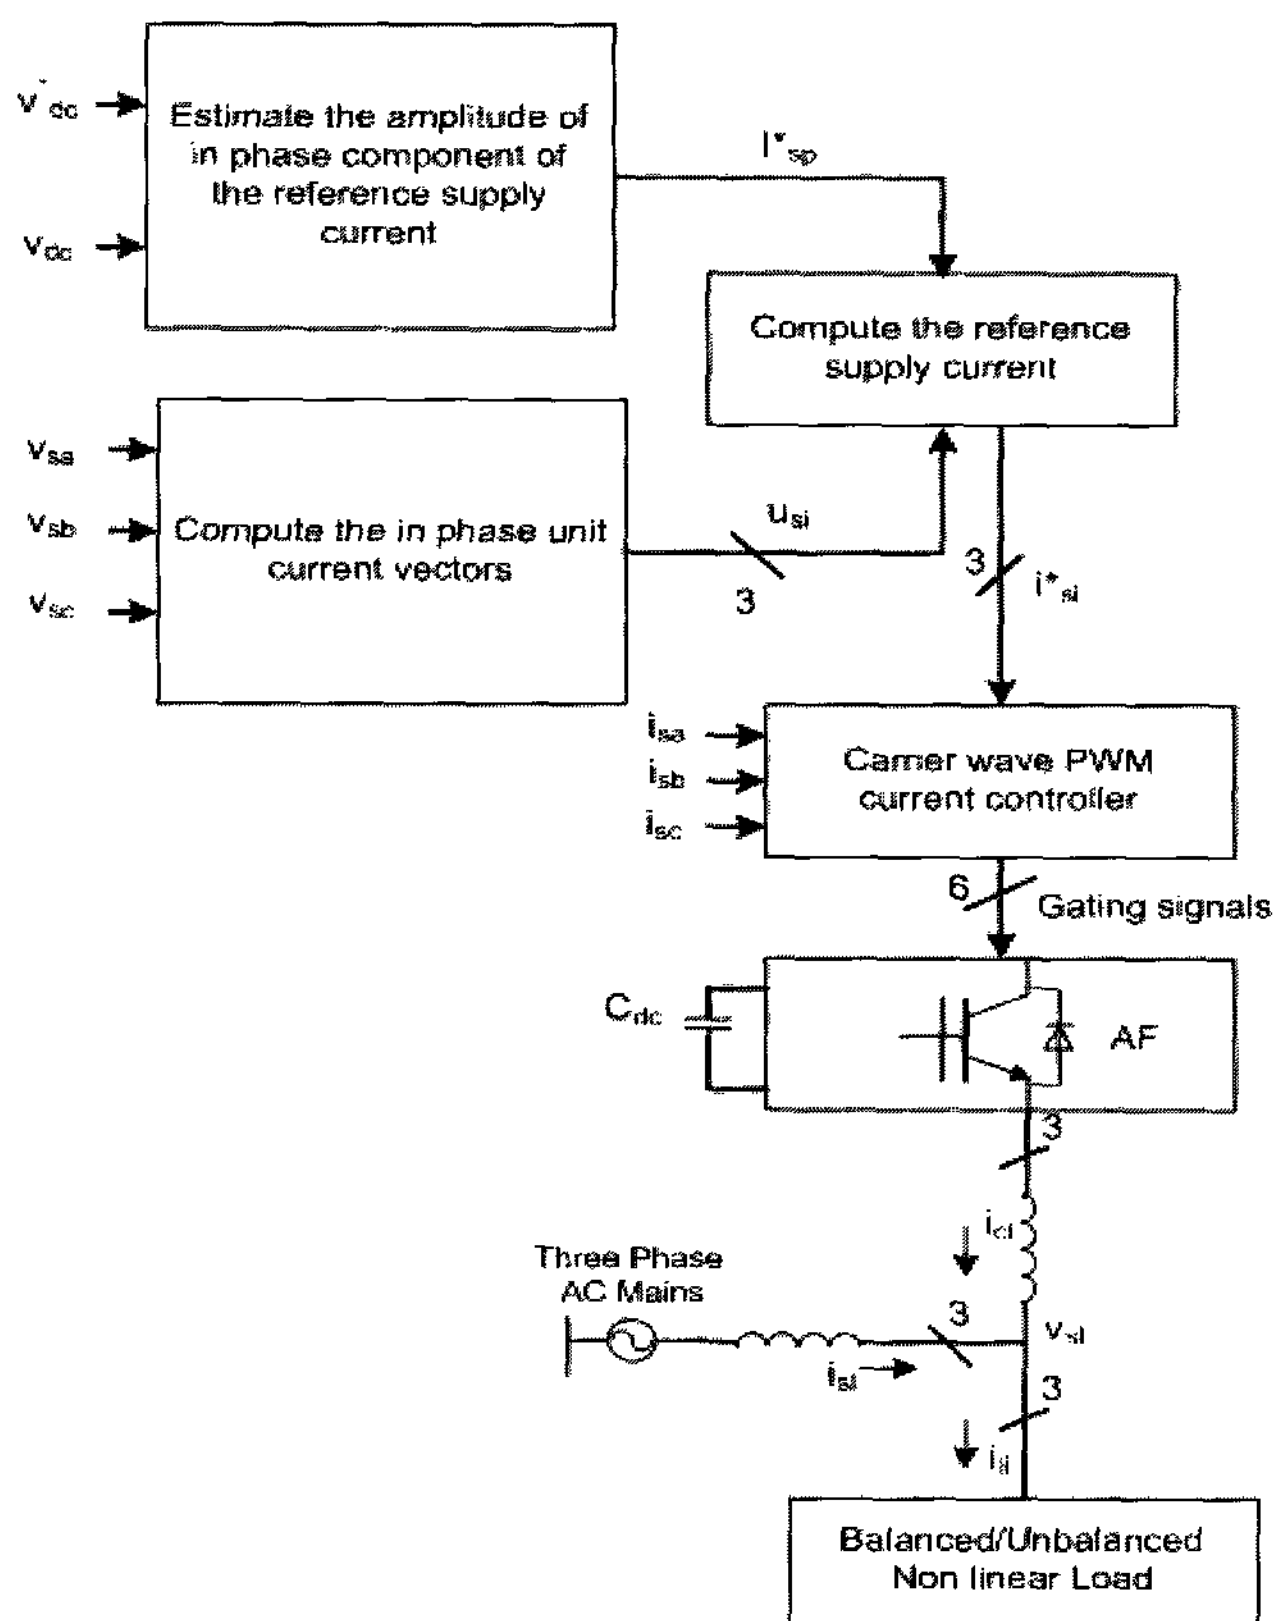 v*dc
Estimate the amplitude of
in phase component of
the reference supply
current
vdc
I*sp
Compute the reference
supply current
vsa
vsb
vsc
Compute the in phase unit
current vectors
usi
3
3
i*si
isa
isb
isc
Carrier wave PWM
current controller
6
Gating signals
Cdc
AF
3
ici
Three Phase
AC Mains
3
vsi
isi
3
ili
Balanced/Unbalanced
Non linear Load